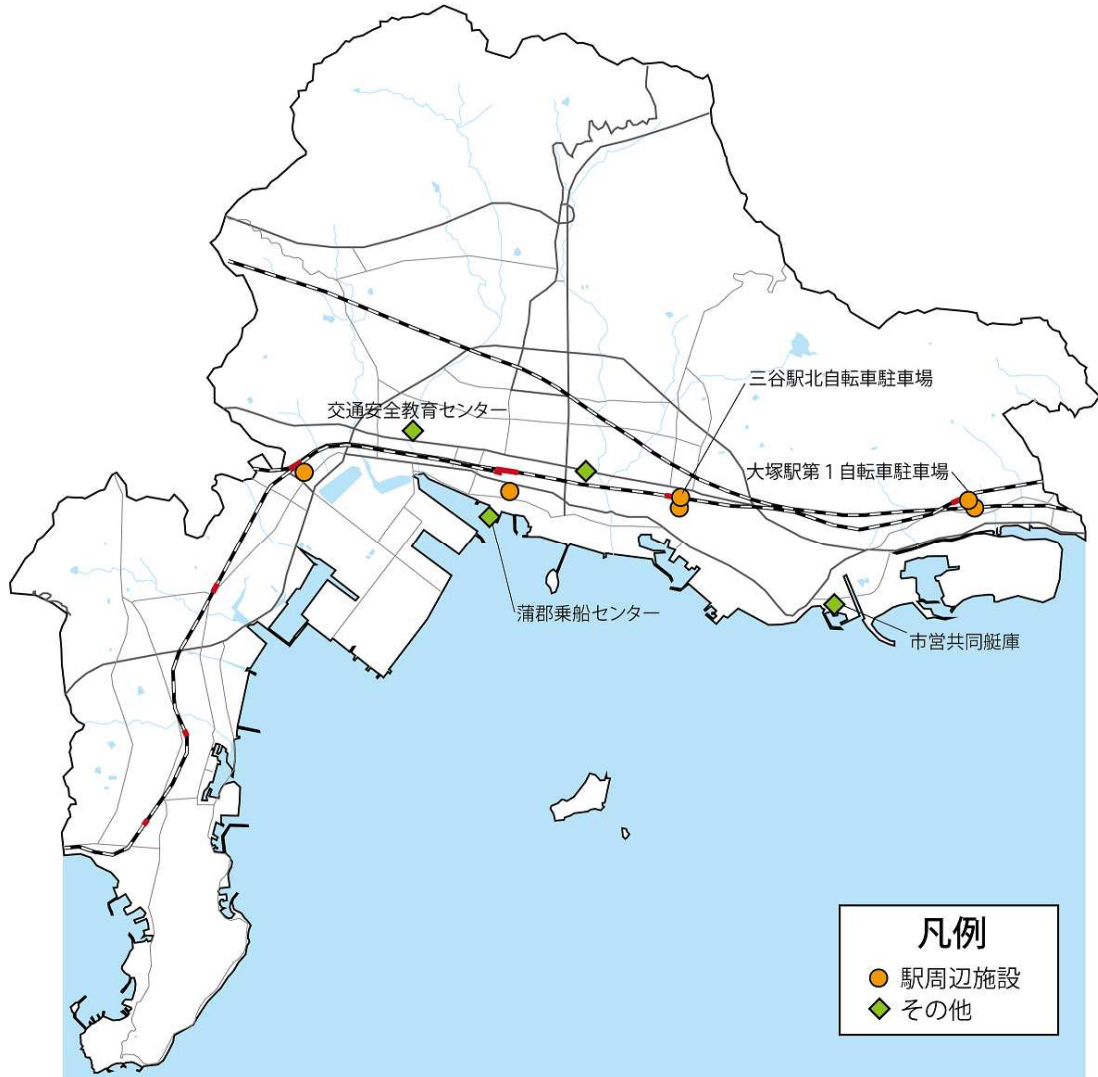 三谷駅北自転車駐車場
交通安全教育センター
大塚駅第１自転車駐車場
蒲郡乗船センター
市営共同艇庫
凡例
駅周辺施設
その他